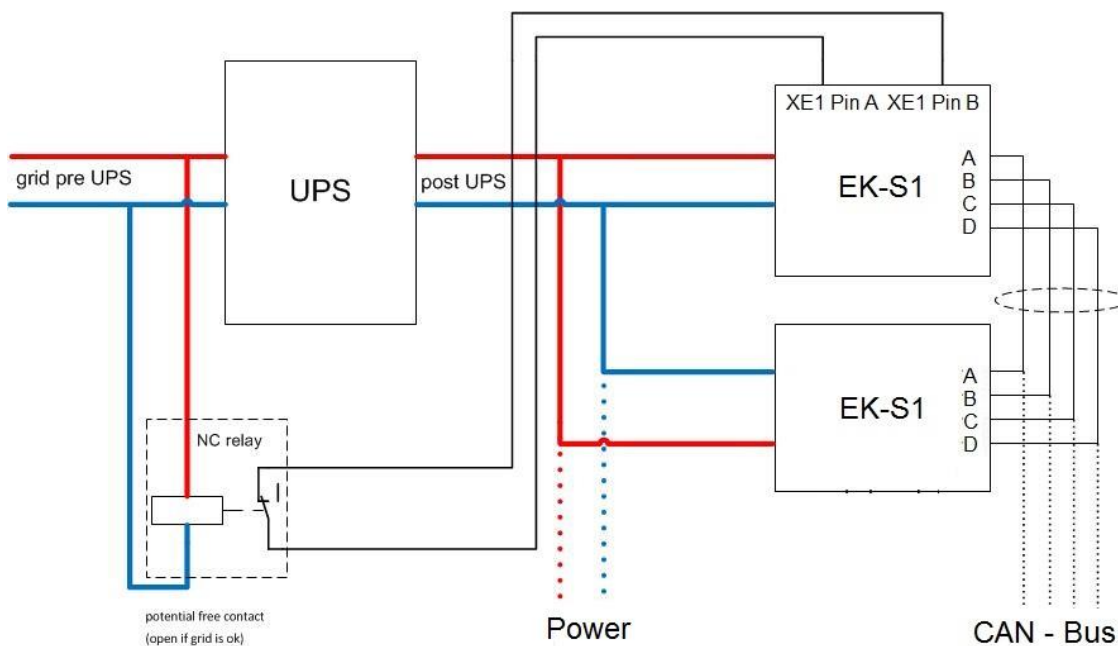 XE1 Pin A XE1 Pin B
grid pre UPS
UPS
post UPS
EK-S1
A
B
C
D
EK-S1
A
B
C
D
NC relay
potential free contact
(open if grid is ok)
Power
CAN - Bus